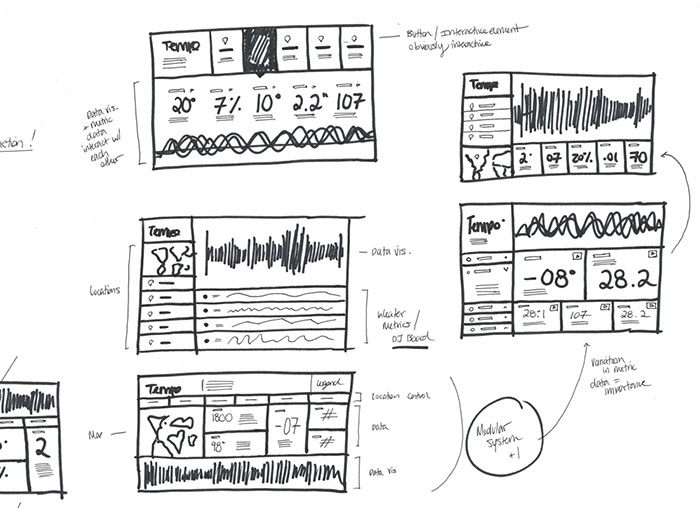 Tempo
Button / Interactive element
obviously interactive
Data vis.
+ metric
data
interact w/
each
other
20° 7% 10° 2.2" 107
ction!
Tempo
2° 07 20% .01 70
Tempo
-08° 28.2
28.1 107 28.2
variation
in metric
data =
importance
Tempo
Locations
Data vis.
Weater
Metrics /
DJ Board
Tempo
Legend
Location Control
Map
1800
98°
-07
#
#
Data
Data vis
Modular
system
+1
2
%